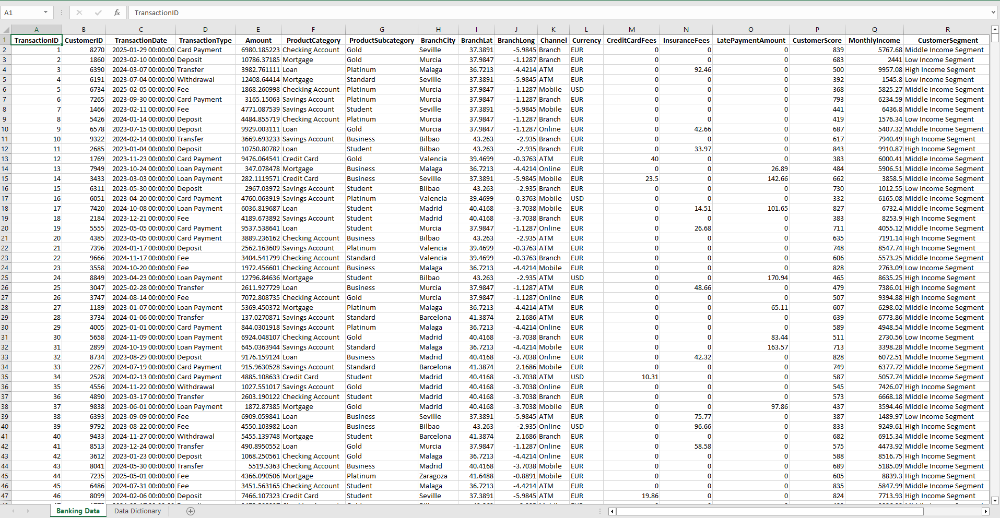 A1 fx TransactionID
A B C D E F G H I J K L M N O P Q R
1 TransactionID CustomerID TransactionDate TransactionType Amount ProductCategory ProductSubcategory BranchCity BranchLat BranchLong Channel Currency CreditCardFees InsuranceFees LatePaymentAmount CustomerScore MonthlyIncome CustomerSegment
2 1 8270 2025-01-29 00:00:00 Card Payment 6980.185223 Checking Account Gold Seville 37.3891 -5.9845 Branch EUR 0 0 0 839 5767.68 Middle Income Segment
3 2 1860 2023-02-10 00:00:00 Deposit 10786.37185 Mortgage Gold Murcia 37.9847 -1.1287 Branch EUR 0 0 0 683 2441 Low Income Segment
4 3 6390 2024-03-07 00:00:00 Transfer 3982.761111 Loan Platinum Malaga 36.7213 -4.4214 ATM EUR 0 92.46 0 500 9957.08 High Income Segment
5 4 6191 2023-07-04 00:00:00 Withdrawal 12408.64414 Mortgage Standard Seville 37.3891 -5.9845 ATM EUR 0 0 0 392 1545.8 Low Income Segment
6 5 6734 2025-02-05 00:00:00 Fee 1868.260998 Checking Account Platinum Murcia 37.9847 -1.1287 Mobile USD 0 0 0 368 5825.27 Middle Income Segment
7 6 7265 2023-09-30 00:00:00 Card Payment 3165.15063 Savings Account Platinum Murcia 37.9847 -1.1287 Branch EUR 0 0 0 793 6234.59 Middle Income Segment
8 7 1466 2023-02-11 00:00:00 Fee 4771.087539 Savings Account Student Seville 37.3891 -5.9845 Mobile EUR 0 0 0 441 6436.8 Middle Income Segment
9 8 5426 2024-01-14 00:00:00 Deposit 4484.855719 Checking Account Platinum Murcia 37.9847 -1.1287 Branch EUR 0 0 0 419 1576.34 Low Income Segment
10 9 6578 2023-07-15 00:00:00 Deposit 9929.003111 Loan Gold Murcia 37.9847 -1.1287 Online EUR 0 42.66 0 687 5407.32 Middle Income Segment
11 10 9322 2024-02-14 00:00:00 Transfer 3669.693233 Savings Account Business Bilbao 43.263 -2.935 Branch EUR 0 0 0 617 7940.49 High Income Segment
12 11 2685 2023-01-04 00:00:00 Deposit 10750.80782 Loan Student Bilbao 43.263 -2.935 Branch EUR 0 33.97 0 843 9910.87 High Income Segment
13 12 1769 2023-11-23 00:00:00 Card Payment 9476.064541 Credit Card Gold Valencia 39.4699 -0.3763 ATM EUR 40 0 0 383 6000.41 Middle Income Segment
14 13 7949 2023-10-24 00:00:00 Loan Payment 347.078478 Mortgage Business Malaga 36.7213 -4.4214 Online EUR 0 0 26.89 484 5906.51 Middle Income Segment
15 14 3433 2023-03-03 00:00:00 Loan Payment 282.1119571 Credit Card Business Seville 37.3891 -5.9845 Mobile EUR 23.5 0 142.66 662 3858.5 Middle Income Segment
16 15 6311 2023-05-30 00:00:00 Deposit 2967.03972 Savings Account Student Bilbao 43.263 -2.935 Branch EUR 0 0 0 730 1012.55 Low Income Segment
17 16 6051 2023-04-20 00:00:00 Card Payment 4760.063919 Savings Account Platinum Valencia 39.4699 -0.3763 Mobile USD 0 0 0 332 6165.08 Middle Income Segment
18 17 7420 2024-10-08 00:00:00 Loan Payment 6036.819687 Loan Student Madrid 40.4168 -3.7038 Mobile EUR 0 14.51 101.65 827 6732.4 Middle Income Segment
19 18 2184 2023-12-21 00:00:00 Fee 4189.673892 Savings Account Student Madrid 40.4168 -3.7038 Branch EUR 0 0 0 383 8253.9 High Income Segment
20 19 5555 2025-05-05 00:00:00 Card Payment 9537.538641 Loan Student Murcia 37.9847 -1.1287 Online EUR 0 26.68 0 711 4055.12 Middle Income Segment
21 20 4385 2023-05-05 00:00:00 Card Payment 3889.236162 Checking Account Business Bilbao 43.263 -2.935 ATM EUR 0 0 0 635 7191.14 High Income Segment
22 21 7396 2024-01-17 00:00:00 Deposit 2562.163609 Savings Account Platinum Valencia 39.4699 -0.3763 ATM EUR 0 0 0 748 8547.74 High Income Segment
23 22 9666 2024-11-17 00:00:00 Fee 3404.541799 Checking Account Standard Valencia 39.4699 -0.3763 Branch EUR 0 0 0 606 5573.25 Middle Income Segment
24 23 3558 2024-10-20 00:00:00 Fee 1972.456601 Checking Account Business Malaga 36.7213 -4.4214 Mobile EUR 0 0 0 828 2763.09 Low Income Segment
25 24 8849 2023-04-23 00:00:00 Loan Payment 12796.84636 Mortgage Student Bilbao 43.263 -2.935 ATM USD 0 0 170.94 465 8635.25 High Income Segment
26 25 3047 2025-02-28 00:00:00 Transfer 2611.927729 Loan Business Murcia 37.9847 -1.1287 ATM EUR 0 48.66 0 479 7386.01 High Income Segment
27 26 3747 2024-08-14 00:00:00 Fee 7072.808735 Checking Account Gold Murcia 37.9847 -1.1287 Online EUR 0 0 0 507 9394.88 High Income Segment
28 27 1189 2023-01-07 00:00:00 Loan Payment 5369.450372 Mortgage Platinum Malaga 36.7213 -4.4214 ATM EUR 0 0 65.11 607 6298.02 Middle Income Segment
29 28 3734 2024-01-06 00:00:00 Transfer 137.0270871 Savings Account Standard Barcelona 41.3874 2.1686 ATM EUR 0 0 0 639 6773.86 Middle Income Segment
30 29 4005 2025-01-01 00:00:00 Card Payment 844.0301918 Savings Account Platinum Malaga 36.7213 -4.4214 Online EUR 0 0 0 589 4948.54 Middle Income Segment
31 30 5658 2024-11-09 00:00:00 Loan Payment 6924.048107 Checking Account Gold Madrid 40.4168 -3.7038 Branch EUR 0 0 83.44 511 2730.56 Low Income Segment
32 31 2899 2024-10-19 00:00:00 Loan Payment 645.0363944 Savings Account Standard Malaga 36.7213 -4.4214 Mobile EUR 0 0 163.57 713 3398.28 Middle Income Segment
33 32 8734 2023-08-29 00:00:00 Deposit 9176.159124 Loan Business Madrid 40.4168 -3.7038 Online EUR 0 42.32 0 828 6072.51 Middle Income Segment
34 33 2267 2024-07-19 00:00:00 Card Payment 915.9630528 Savings Account Standard Barcelona 41.3874 2.1686 Mobile EUR 0 0 0 749 6377.72 Middle Income Segment
35 34 2528 2024-02-13 00:00:00 Card Payment 4885.108633 Credit Card Student Madrid 40.4168 -3.7038 ATM USD 10.31 0 0 587 5057.74 Middle Income Segment
36 35 4556 2024-11-22 00:00:00 Withdrawal 1027.551017 Savings Account Gold Madrid 40.4168 -3.7038 Online EUR 0 0 0 545 7426.07 High Income Segment
37 36 4890 2023-03-17 00:00:00 Transfer 2603.190122 Checking Account Student Madrid 40.4168 -3.7038 Branch EUR 0 0 0 573 6668.18 Middle Income Segment
38 37 9838 2023-06-01 00:00:00 Loan Payment 1872.87385 Mortgage Gold Madrid 40.4168 -3.7038 Mobile EUR 0 0 97.86 437 3594.46 Middle Income Segment
39 38 6393 2023-09-09 00:00:00 Fee 6909.059841 Loan Business Seville 37.3891 -5.9845 ATM EUR 0 75.77 0 387 1489.97 Low Income Segment
40 39 9792 2023-08-22 00:00:00 Fee 4550.103982 Loan Business Bilbao 43.263 -2.935 Online USD 0 96.66 0 833 9249.61 High Income Segment
41 40 9433 2024-11-27 00:00:00 Withdrawal 5455.139748 Mortgage Student Barcelona 41.3874 2.1686 Branch EUR 0 0 0 682 6915.34 Middle Income Segment
42 41 8513 2023-12-24 00:00:00 Transfer 490.8950552 Loan Gold Murcia 37.9847 -1.1287 Online EUR 0 58.58 0 575 4473.92 Middle Income Segment
43 42 3612 2023-01-23 00:00:00 Deposit 1068.250561 Checking Account Gold Malaga 36.7213 -4.4214 Online EUR 0 0 0 588 8516.75 High Income Segment
44 43 8041 2024-05-30 00:00:00 Transfer 5519.5363 Checking Account Business Madrid 40.4168 -3.7038 Mobile EUR 0 0 0 689 5185.09 Middle Income Segment
45 44 7235 2025-05-01 00:00:00 Fee 4366.090506 Mortgage Platinum Zaragoza 41.6488 -0.8891 Mobile EUR 0 0 0 605 8839.3 High Income Segment
46 45 6486 2024-07-31 00:00:00 Fee 3451.563165 Checking Account Student Malaga 36.7213 -4.4214 ATM EUR 0 0 0 835 5847.99 Middle Income Segment
47 46 8099 2024-02-06 00:00:00 Deposit 7466.107323 Credit Card Student Seville 37.3891 -5.9845 ATM EUR 19.86 0 0 824 7713.93 High Income Segment
Banking Data Data Dictionary